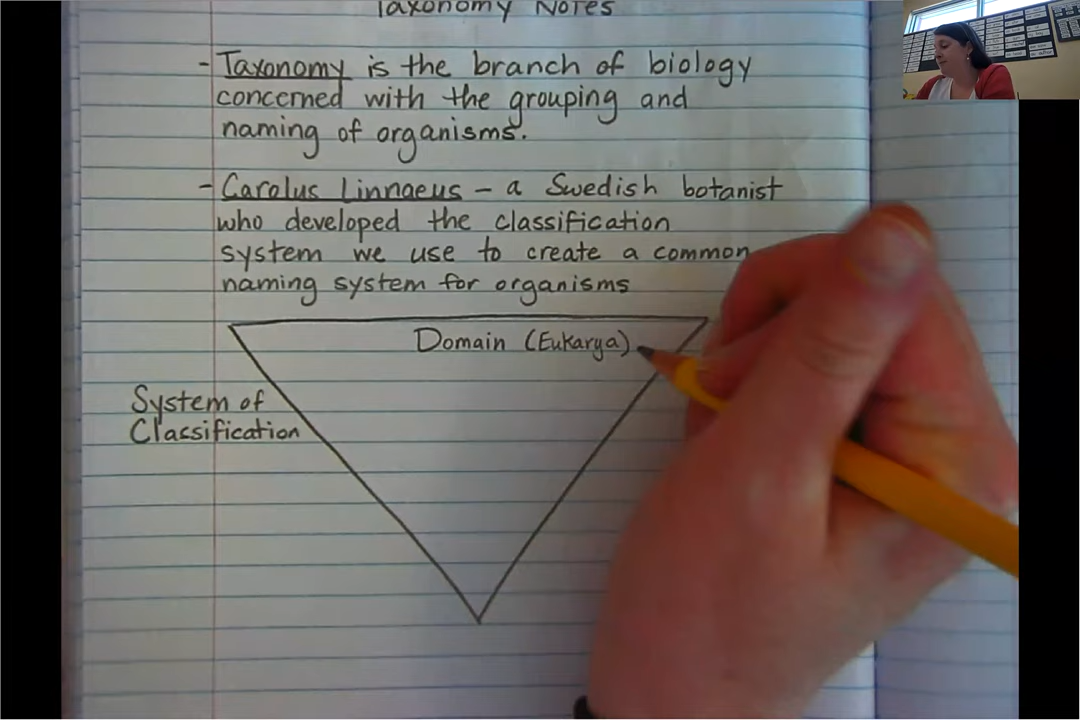 Taxonomy Notes
- Taxonomy is the branch of biology
concerned with the grouping and
naming of organisms.
- Carolus Linnaeus - a Swedish botanist
who developed the classification
system we use to create a common
naming system for organisms
Domain (Eukarya)
System of
Classification